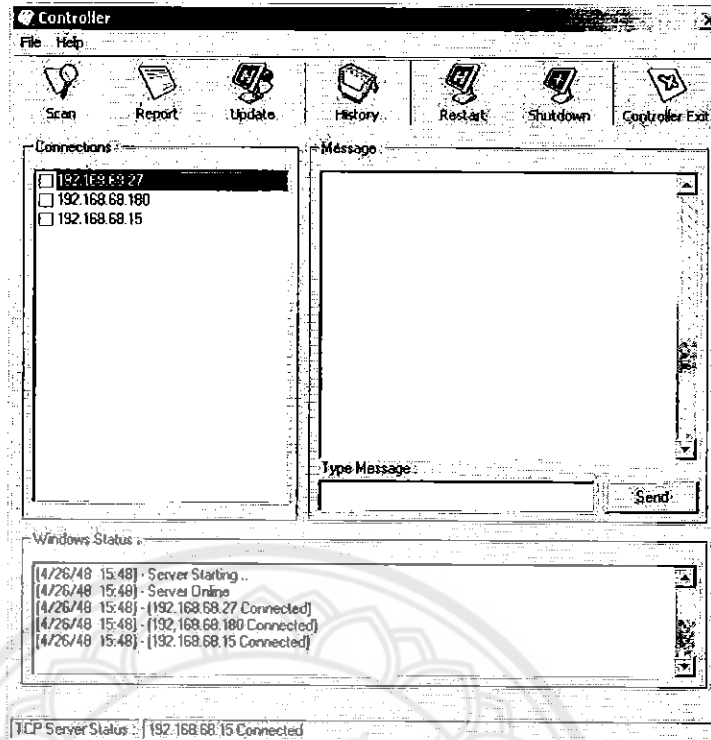 Controller
File Help
Scan Report Update History Restart Shutdown Controller Exit
Connections :
Message :
192.168.68.27
192.168.68.180
192.168.68.15
Type Message :
Send
Windows Status :
[4/26/48 15:48] - Server Starting ..
[4/26/48 15:48] - Server Online
[4/26/48 15:48] - [192.168.68.27 Connected]
[4/26/48 15:48] - [192.168.68.180 Connected]
[4/26/48 15:48] - [192.168.68.15 Connected]
TCP Server Status : [192.168.68.15 Connected